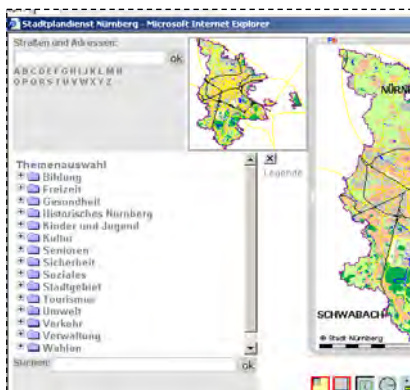 Stadtplandienst Nürnberg - Microsoft Internet Explorer
Straßen und Adressen:
ok
A B C D E F G H I J K L M N
O P Q R S T U V W X Y Z
Themenauswahl
Bildung
Freizeit
Gesundheit
Historisches Nürnberg
Kinder und Jugend
Kultur
Senioren
Sicherheit
Soziales
Stadtgebiet
Tourismus
Umwelt
Verkehr
Verwaltung
Wahlen
Suchen:
ok
X
Legende
NÜRN
SCHWABACH
© Stadt Nürnberg